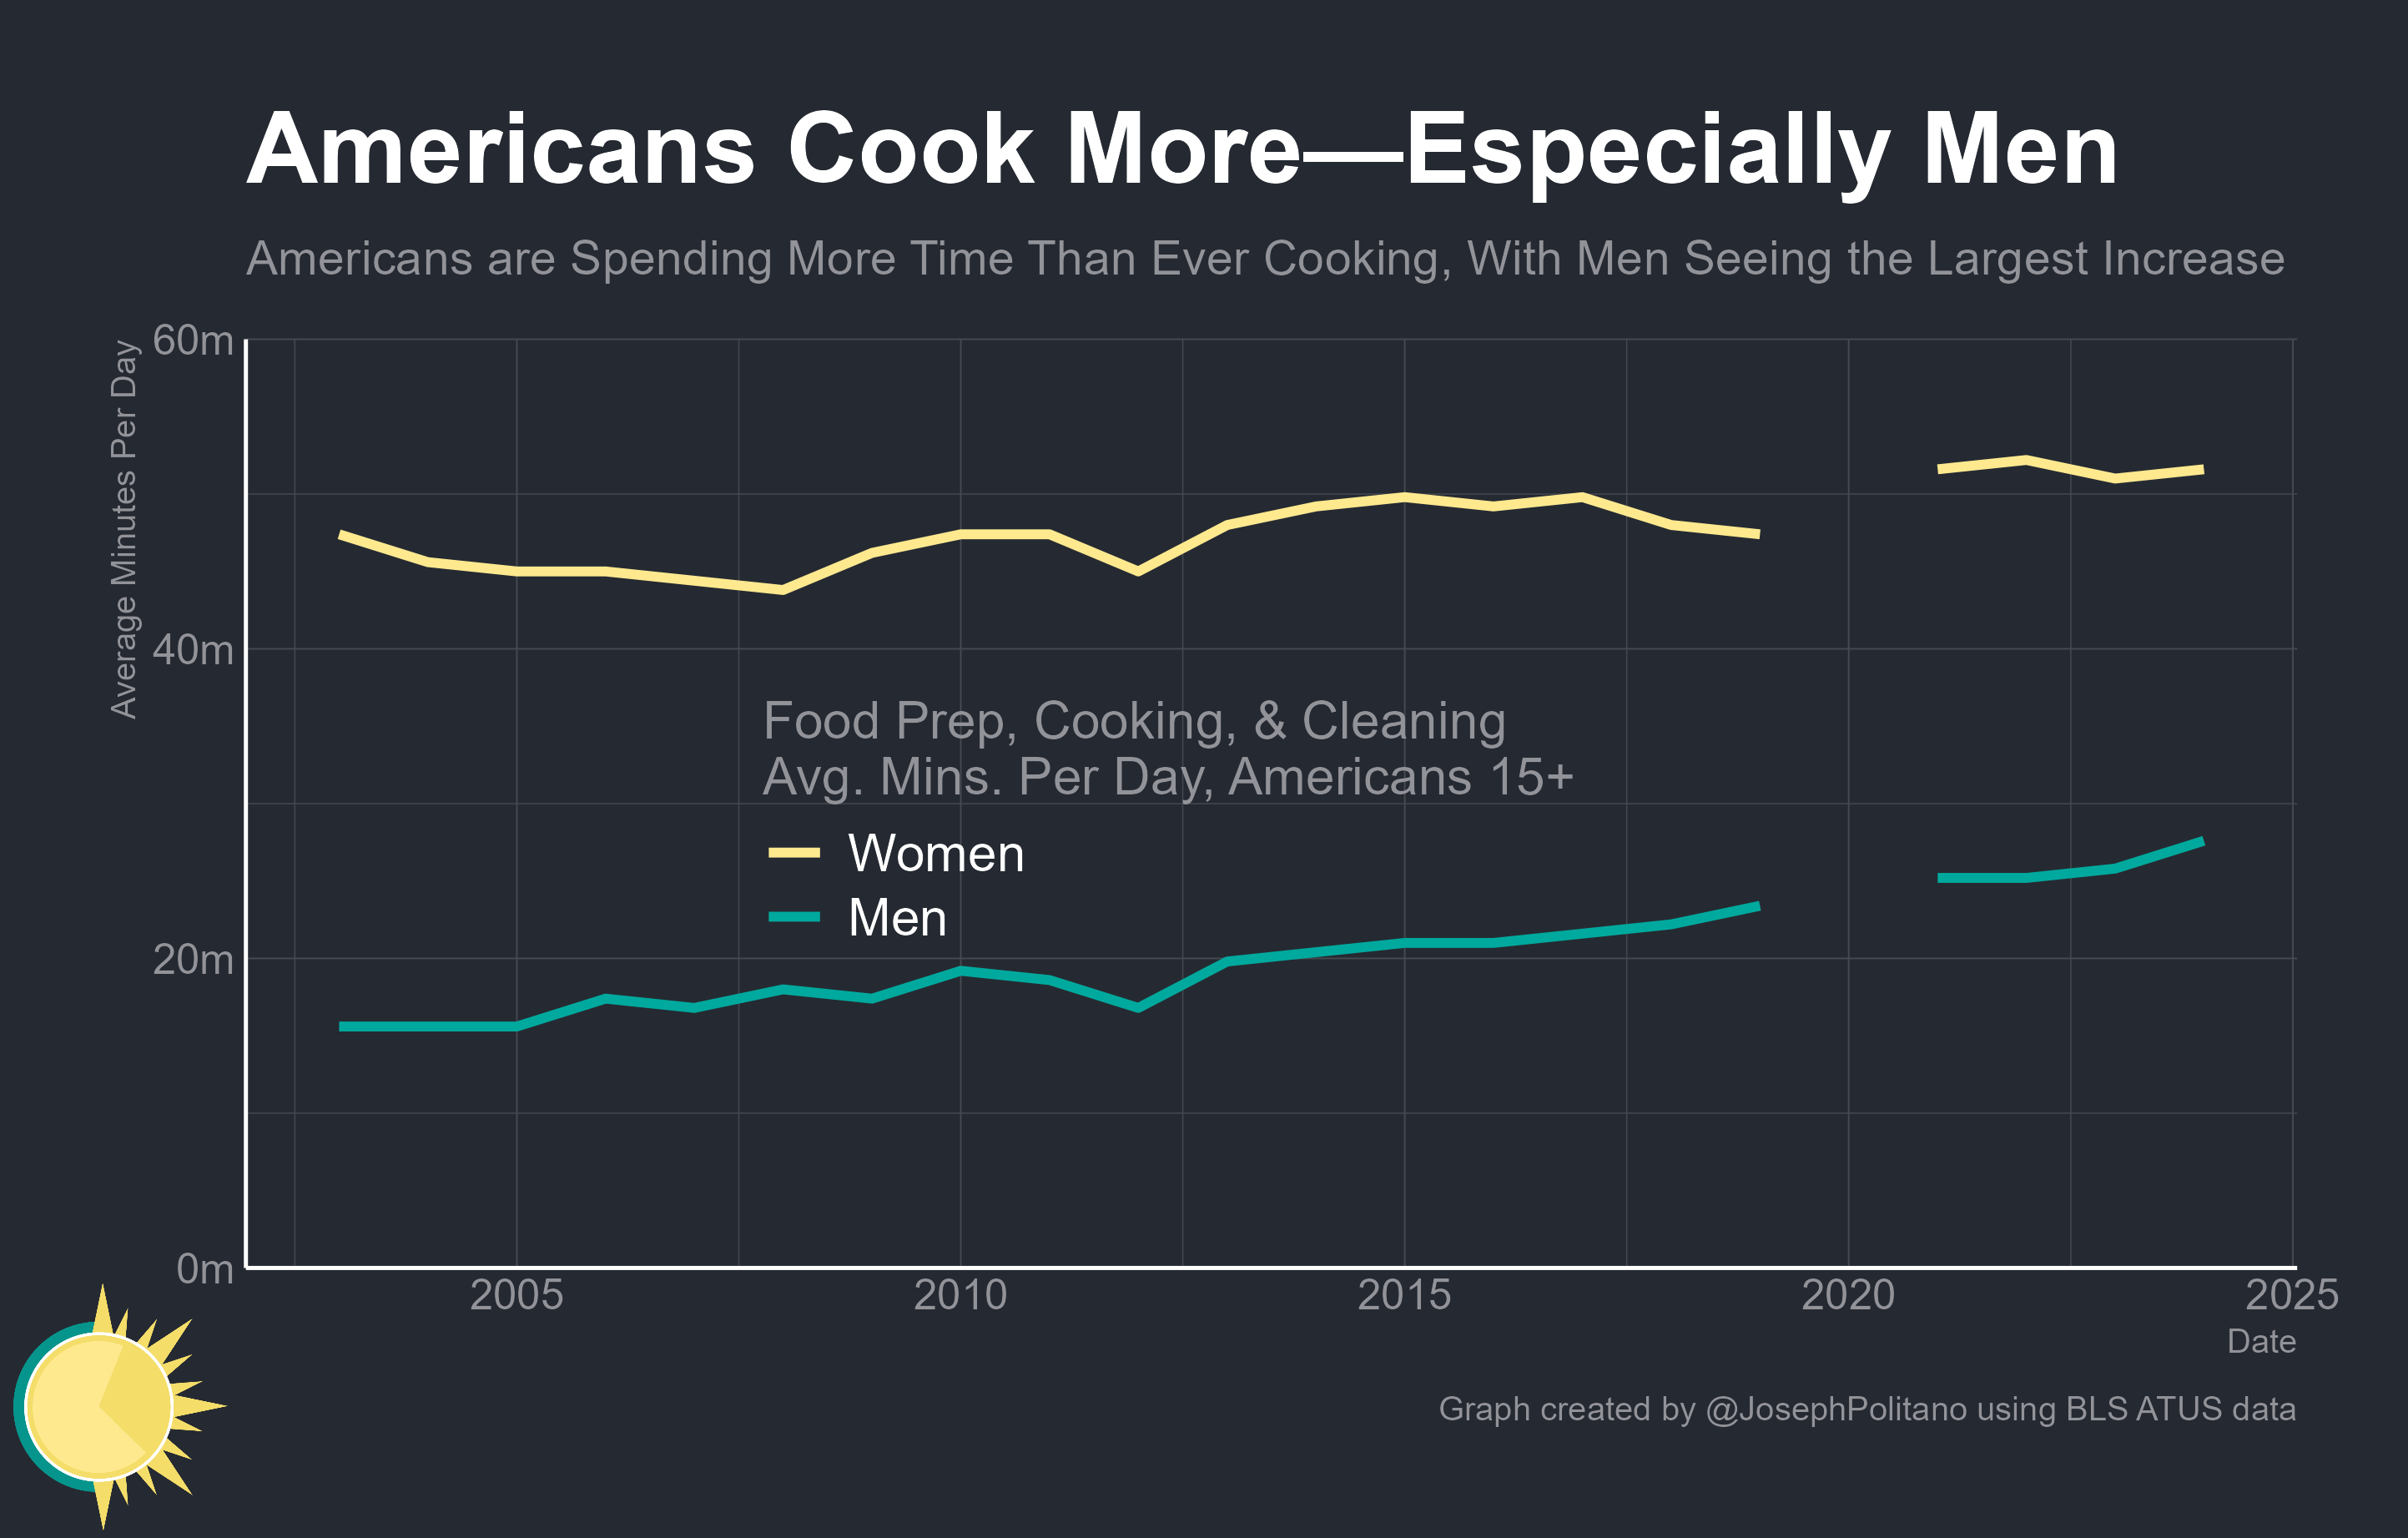 Americans Cook More—Especially Men
Americans are Spending More Time Than Ever Cooking, With Men Seeing the Largest Increase
Average Minutes Per Day
60m
40m
20m
0m
Food Prep, Cooking, & Cleaning
Avg. Mins. Per Day, Americans 15+
Women
Men
2005 2010 2015 2020 2025
Date
Graph created by @JosephPolitano using BLS ATUS data